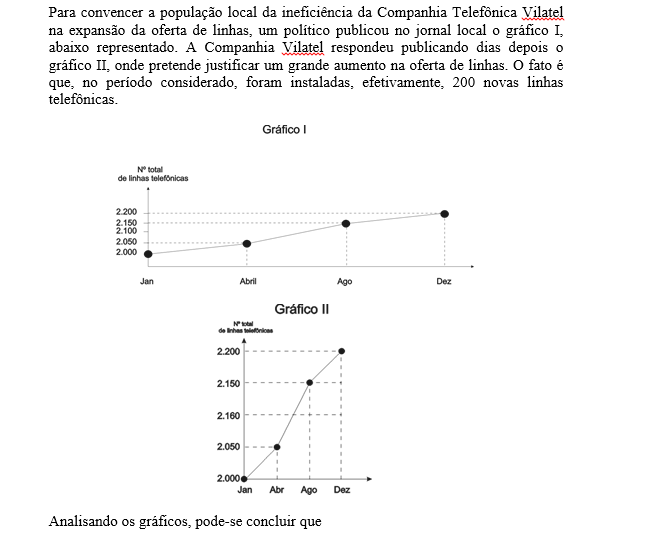 Para convencer a população local da ineficiência da Companhia Telefônica Vilatel
na expansão da oferta de linhas, um político publicou no jornal local o gráfico I,
abaixo representado. A Companhia Vilatel respondeu publicando dias depois o
gráfico II, onde pretende justificar um grande aumento na oferta de linhas. O fato é
que, no período considerado, foram instaladas, efetivamente, 200 novas linhas
telefônicas.
Gráfico I
Nº total
de linhas telefônicas
2.200
2.150
2.100
2.050
2.000
Jan Abril Ago Dez
Gráfico II
Nº total
de linhas telefônicas
2.200
2.150
2.160
2.050
2.000
Jan Abr Ago Dez
Analisando os gráficos, pode-se concluir que